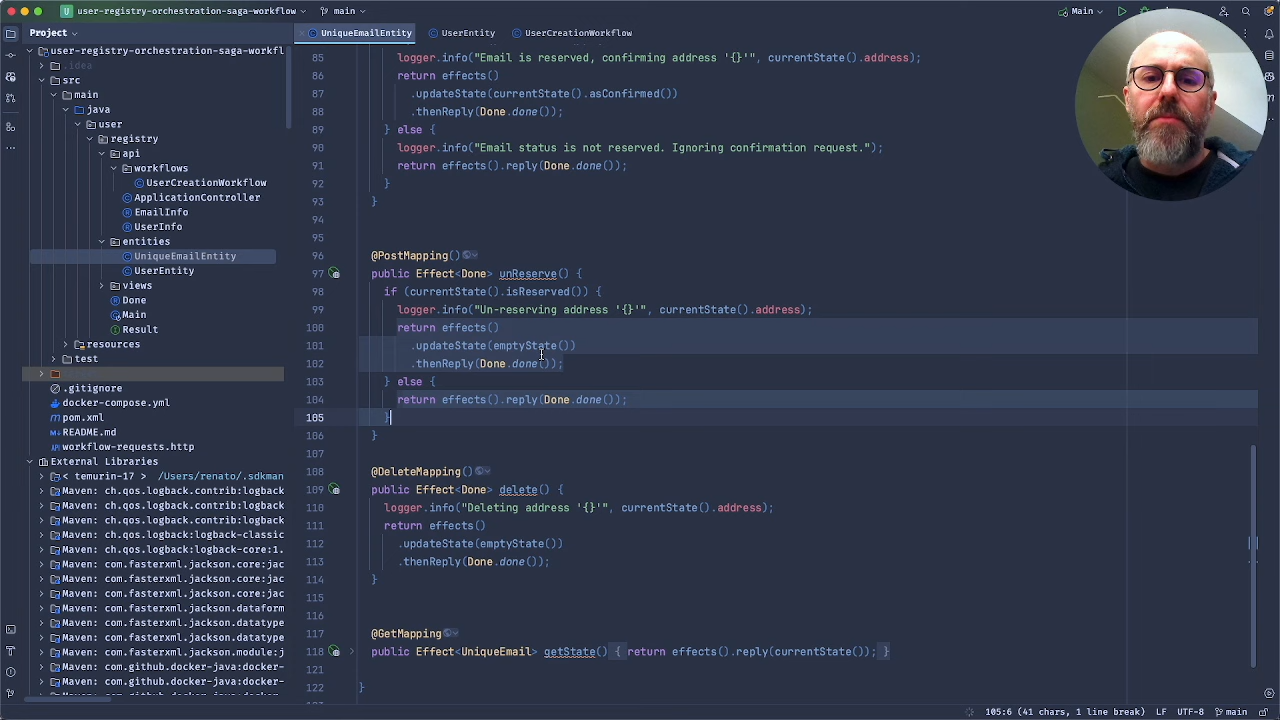 U user-registry-orchestration-saga-workflow main Main
Project
UniqueEmailEntity UserEntity UserCreationWorkflow
user-registry-orchestration-saga-workfl
.idea
src
main
java
user
registry
api
workflows
UserCreationWorkflow
ApplicationController
EmailInfo
UserInfo
entities
UniqueEmailEntity
UserEntity
views
Done
Main
Result
resources
test
.gitignore
docker-compose.yml
pom.xml
README.md
workflow-requests.http
External Libraries
< temurin-17 > /Users/renato/.sdkman
Maven: ch.qos.logback.contrib:logback
Maven: ch.qos.logback.contrib:logback
Maven: ch.qos.logback:logback-classic
Maven: ch.qos.logback:logback-core:1.
Maven: com.fasterxml.jackson.core:jac
Maven: com.fasterxml.jackson.core:jac
Maven: com.fasterxml.jackson.core:jac
Maven: com.fasterxml.jackson.dataform
Maven: com.fasterxml.jackson.datatype
Maven: com.fasterxml.jackson.datatype
Maven: com.fasterxml.jackson.module:j
Maven: com.github.docker-java:docker-
Maven: com.github.docker-java:docker-
85 logger.info("Email is reserved, confirming address '{}'", currentState().address);
86 return effects()
87 .updateState(currentState().asConfirmed())
88 .thenReply(Done.done());
89 } else {
90 logger.info("Email status is not reserved. Ignoring confirmation request.");
91 return effects().reply(Done.done());
92 }
93 }
94
95
96 @PostMapping()
97 public Effect<Done> unReserve() {
98 if (currentState().isReserved()) {
99 logger.info("Un-reserving address '{}'", currentState().address);
100 return effects()
101 .updateState(emptyState())
102 .thenReply(Done.done());
103 } else {
104 return effects().reply(Done.done());
105 }
106 }
107
108 @DeleteMapping()
109 public Effect<Done> delete() {
110 logger.info("Deleting address '{}'", currentState().address);
111 return effects()
112 .updateState(emptyState())
113 .thenReply(Done.done());
114 }
115
116
117 @GetMapping
118 public Effect<UniqueEmail> getState() { return effects().reply(currentState()); }
121
122 }
105:6 (41 chars, 1 line break) LF UTF-8 main